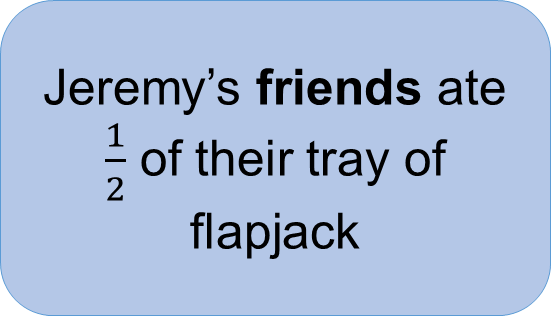 Jeremy’s friends ate
1/2 of their tray of
flapjack